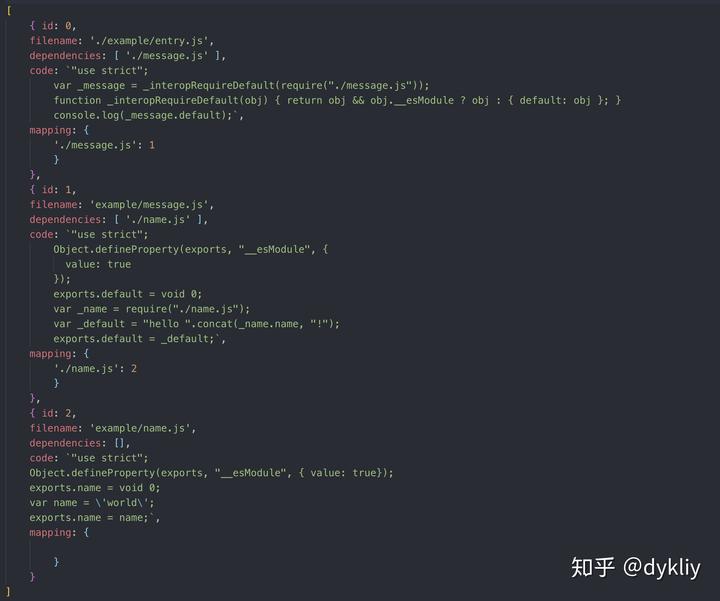 [
{ id: 0,
filename: './example/entry.js',
dependencies: [ './message.js' ],
code: `"use strict";
var _message = _interopRequireDefault(require("./message.js"));
function _interopRequireDefault(obj) { return obj && obj.__esModule ? obj : { default: obj }; }
console.log(_message.default);`,
mapping: {
'./message.js': 1
}
},
{ id: 1,
filename: 'example/message.js',
dependencies: [ './name.js' ],
code: `"use strict";
Object.defineProperty(exports, "__esModule", {
value: true
});
exports.default = void 0;
var _name = require("./name.js");
var _default = "hello ".concat(_name.name, "!");
exports.default = _default;`,
mapping: {
'./name.js': 2
}
},
{ id: 2,
filename: 'example/name.js',
dependencies: [],
code: `"use strict";
Object.defineProperty(exports, "__esModule", { value: true});
exports.name = void 0;
var name = \'world\';
exports.name = name;`,
mapping: {
}
}
]
知乎 @dykliy